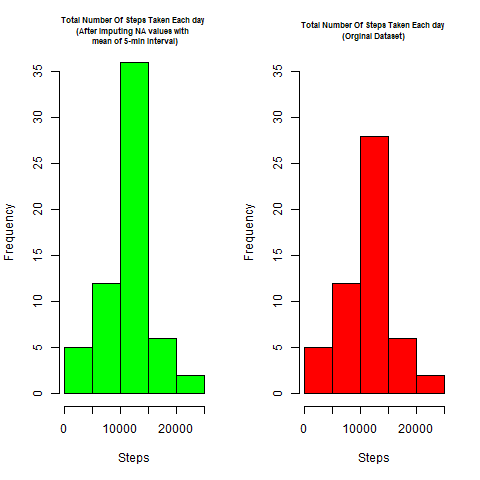 Total Number Of Steps Taken Each day
(After Imputing NA values with
mean of 5-min interval)
Frequency
35
30
25
20
15
10
5
0
0 10000 20000
Steps
Total Number Of Steps Taken Each day
(Orginal Dataset)
Frequency
35
30
25
20
15
10
5
0
0 10000 20000
Steps